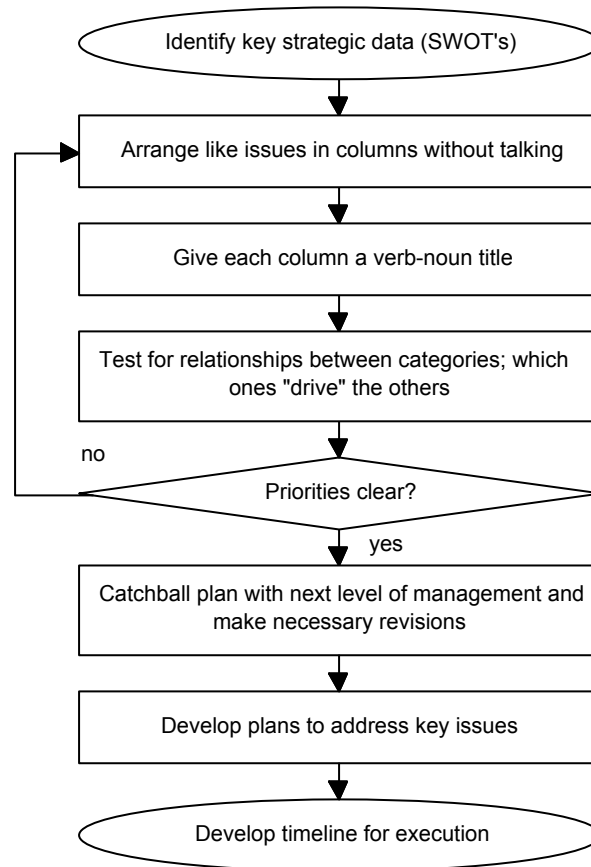 Identify key strategic data (SWOT's)
Arrange like issues in columns without talking
Give each column a verb-noun title
Test for relationships between categories; which
ones "drive" the others
no
Priorities clear?
yes
Catchball plan with next level of management and
make necessary revisions
Develop plans to address key issues
Develop timeline for execution